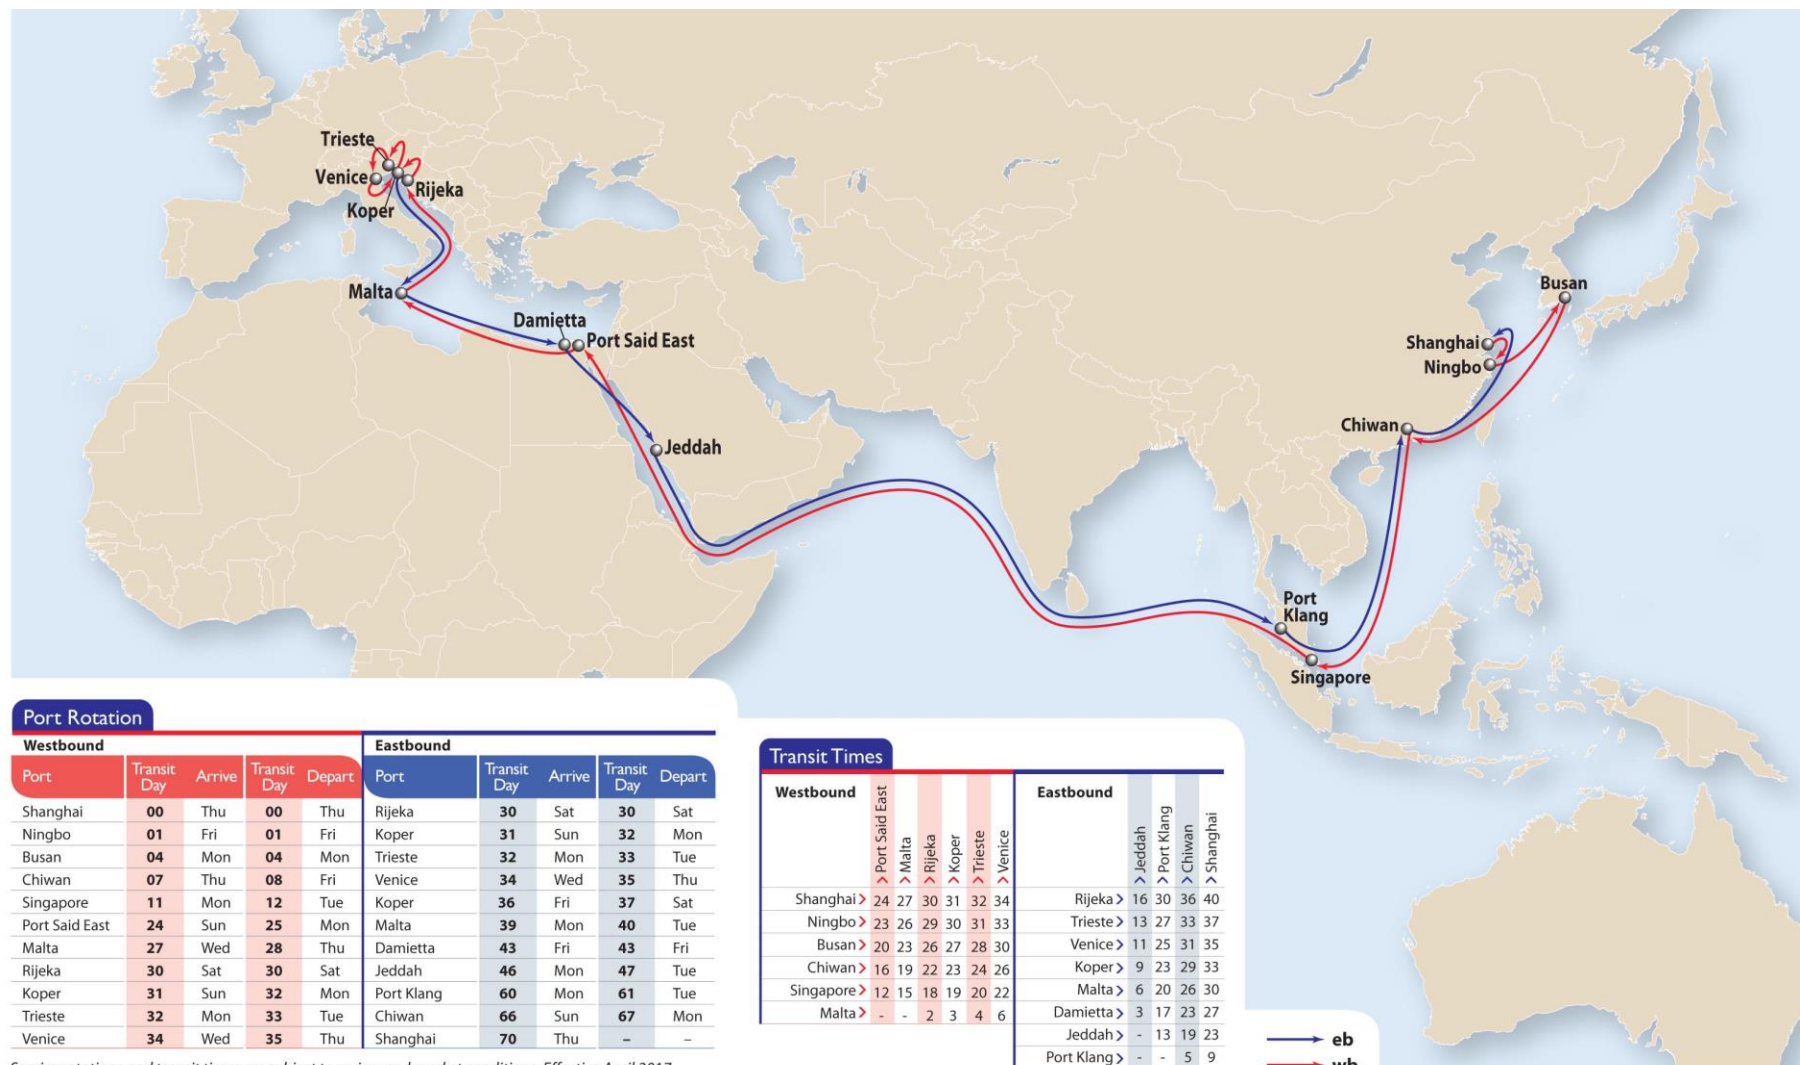 Trieste
Venice
Rijeka
Koper
Malta
Damietta
Port Said East
Jeddah
Busan
Shanghai
Ningbo
Chiwan
Port
Klang
Singapore
Port Rotation
Westbound Eastbound
Port Transit Day Arrive Transit Day Depart Port Transit Day Arrive Transit Day Depart
Shanghai 00 Thu 00 Thu Rijeka 30 Sat 30 Sat
Ningbo 01 Fri 01 Fri Koper 31 Sun 32 Mon
Busan 04 Mon 04 Mon Trieste 32 Mon 33 Tue
Chiwan 07 Thu 08 Fri Venice 34 Wed 35 Thu
Singapore 11 Mon 12 Tue Koper 36 Fri 37 Sat
Port Said East 24 Sun 25 Mon Malta 39 Mon 40 Tue
Malta 27 Wed 28 Thu Damietta 43 Fri 43 Fri
Rijeka 30 Sat 30 Sat Jeddah 46 Mon 47 Tue
Koper 31 Sun 32 Mon Port Klang 60 Mon 61 Tue
Trieste 32 Mon 33 Tue Chiwan 66 Sun 67 Mon
Venice 34 Wed 35 Thu Shanghai 70 Thu – –
Transit Times
Westbound > Port Said East > Malta > Rijeka > Koper > Trieste > Venice
Shanghai > 24 27 30 31 32 34
Ningbo > 23 26 29 30 31 33
Busan > 20 23 26 27 28 30
Chiwan > 16 19 22 23 24 26
Singapore > 12 15 18 19 20 22
Malta > - - 2 3 4 6
Eastbound > Jeddah > Port Klang > Chiwan > Shanghai
Rijeka > 16 30 36 40
Trieste > 13 27 33 37
Venice > 11 25 31 35
Koper > 9 23 29 33
Malta > 6 20 26 30
Damietta > 3 17 23 27
Jeddah > - 13 19 23
Port Klang > - - 5 9
eb
wb